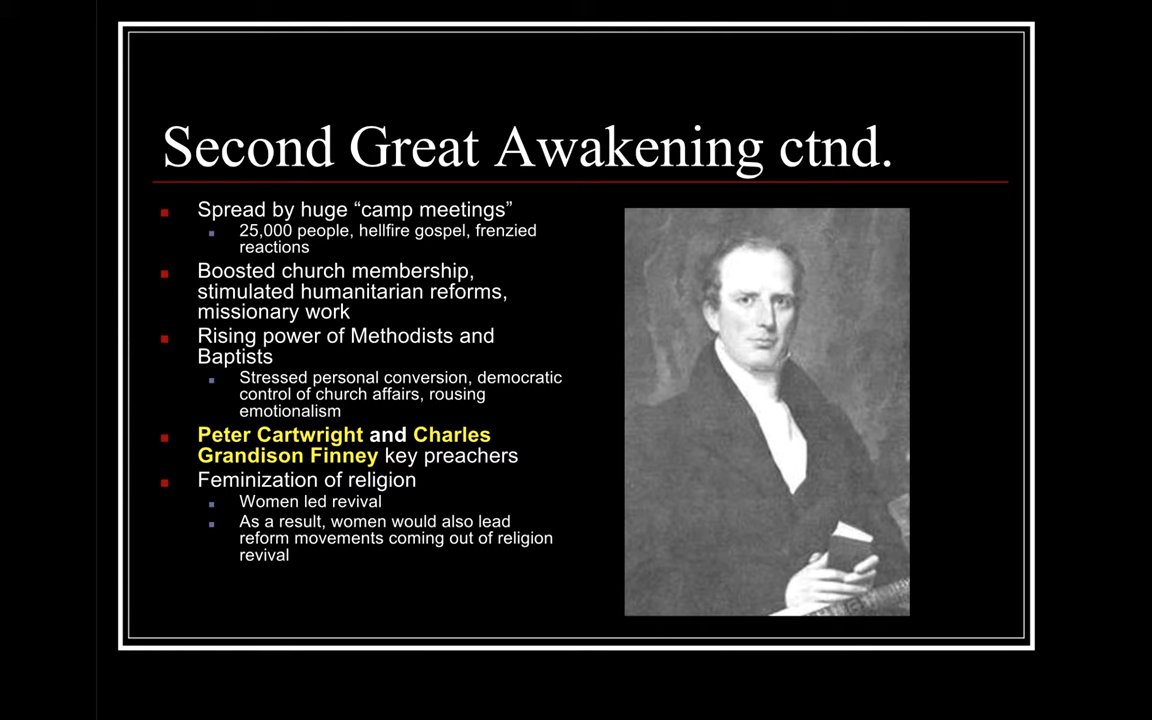 Second Great Awakening ctnd.
Spread by huge “camp meetings”
25,000 people, hellfire gospel, frenzied
reactions
Boosted church membership,
stimulated humanitarian reforms,
missionary work
Rising power of Methodists and
Baptists
Stressed personal conversion, democratic
control of church affairs, rousing
emotionalism
Peter Cartwright and Charles
Grandison Finney key preachers
Feminization of religion
Women led revival
As a result, women would also lead
reform movements coming out of religion
revival